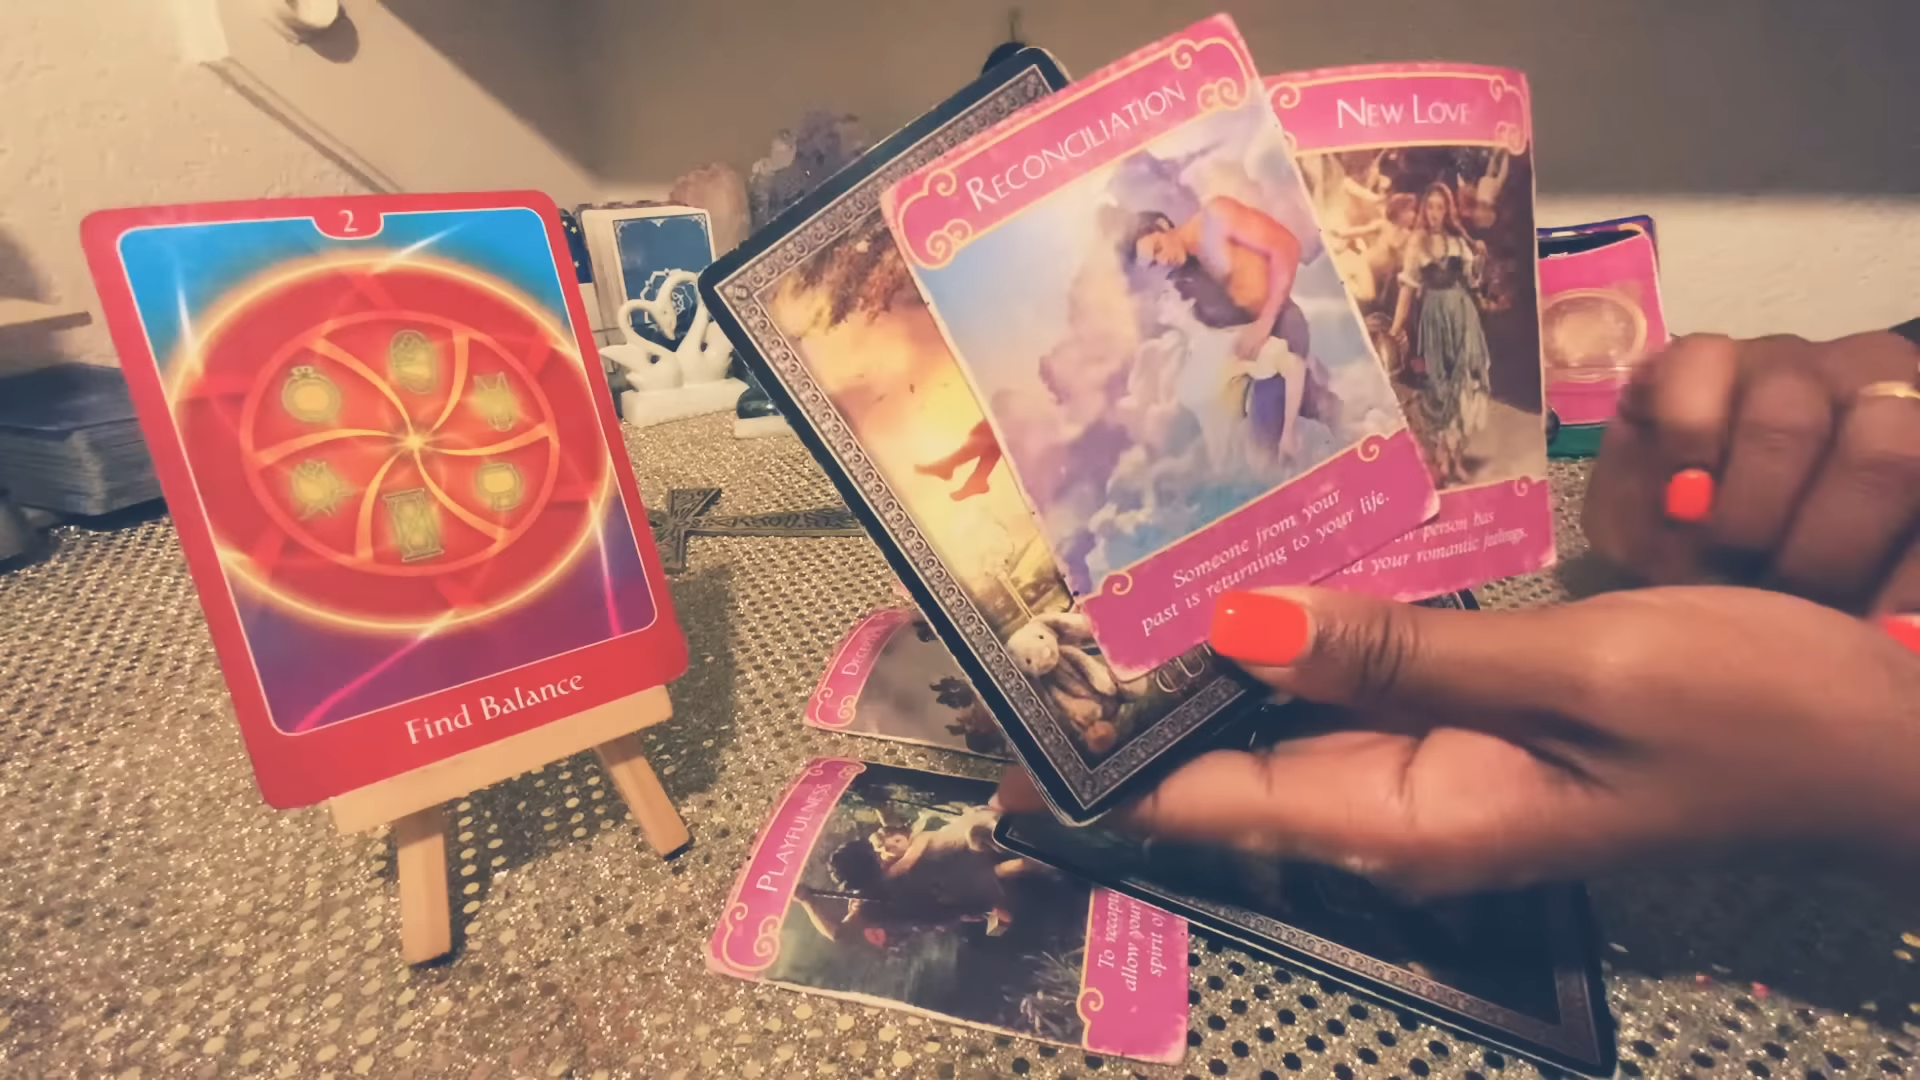 2
Find Balance
RECONCILIATION
Someone from your
past is returning to your life.
NEW LOVE
person has
your romantic feelings.
PLAYFULNESS
To
allow your
spirit of